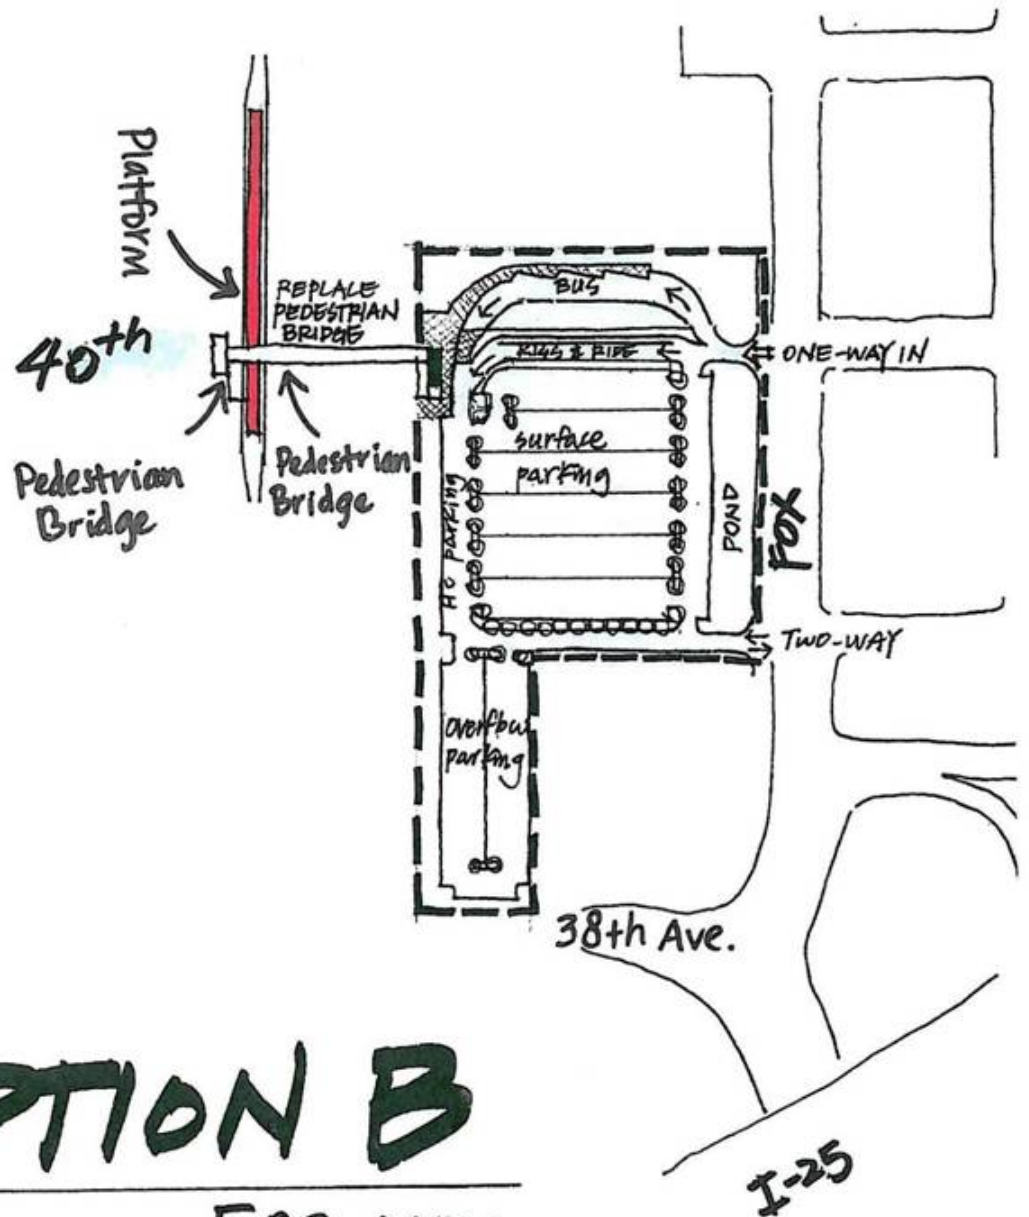 Platform
REPLACE
PEDESTRIAN
BRIDGE
40th
Pedestrian
Bridge
Pedestrian
Bridge
BUS
KISS & RIDE
ONE-WAY IN
surface
parking
HC parking
POND
Fox
TWO-WAY
overflow
parking
38th Ave.
PTION B
I-25